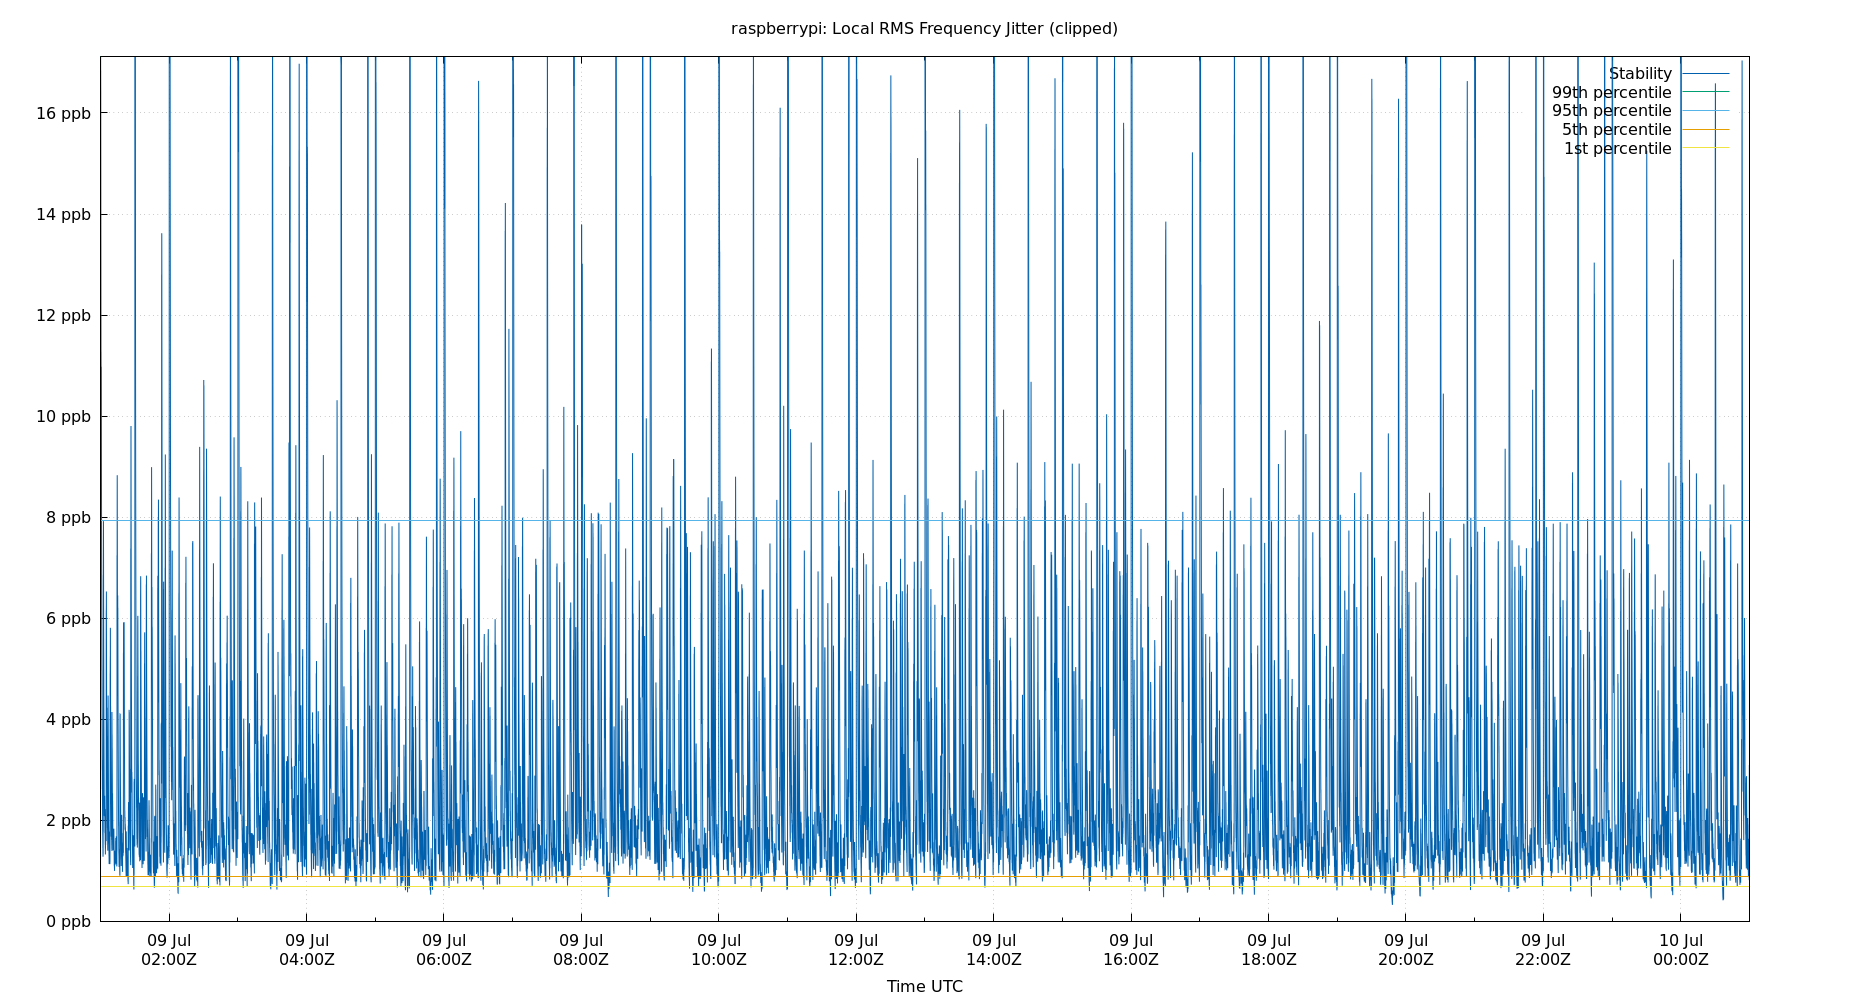 raspberrypi: Local RMS Frequency Jitter (clipped)
Stability
99th percentile
95th percentile
5th percentile
1st percentile
16 ppb
14 ppb
12 ppb
10 ppb
8 ppb
6 ppb
4 ppb
2 ppb
0 ppb
09 Jul 09 Jul 09 Jul 09 Jul 09 Jul 09 Jul 09 Jul 09 Jul 09 Jul 09 Jul 09 Jul 10 Jul
02:00Z 04:00Z 06:00Z 08:00Z 10:00Z 12:00Z 14:00Z 16:00Z 18:00Z 20:00Z 22:00Z 00:00Z
Time UTC